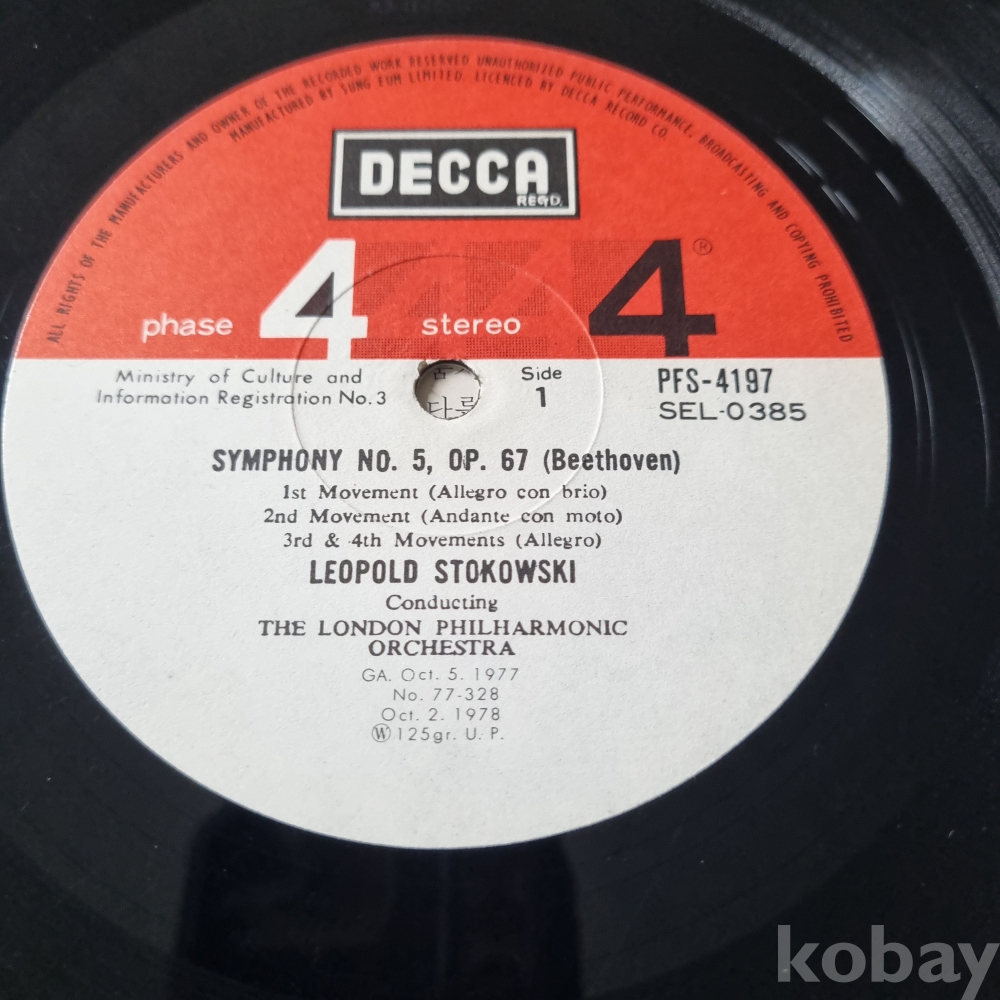 ALL RIGHTS OF THE MANUFACTURERS AND OWNER OF THE RECORDED WORK RESERVED UNAUTHORIZED PUBLIC PERFORMANCE, BROADCASTING AND COPYING PROHIBITED
MANUFACTURED BY SUNG EUM LIMITED. LICENCED BY DECCA RECORD CO.
DECCA
REGD.
phase 4 stereo 4 ®
Ministry of Culture and
Information Registration No.3
Side
1
PFS-4197
SEL-0385
SYMPHONY NO. 5, OP. 67 (Beethoven)
1st Movement (Allegro con brio)
2nd Movement (Andante con moto)
3rd & 4th Movements (Allegro)
LEOPOLD STOKOWSKI
Conducting
THE LONDON PHILHARMONIC
ORCHESTRA
GA. Oct. 5. 1977
No. 77-328
Oct. 2. 1978
Ⓦ125gr. U. P.
kobay